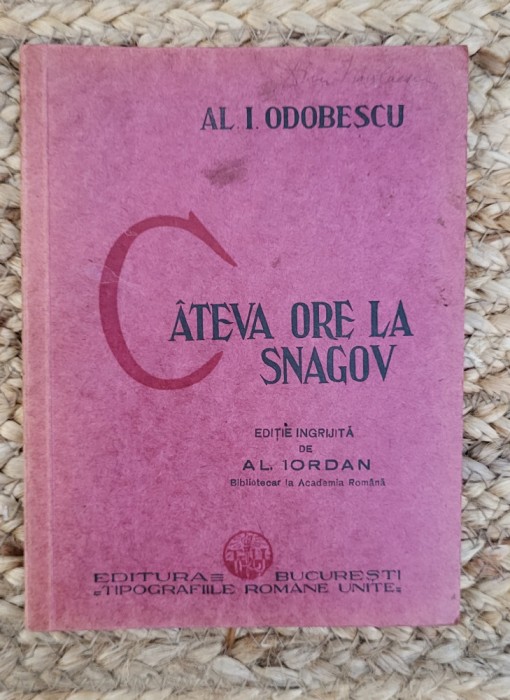 AL. I. ODOBESCU
CÂTEVA ORE LA
SNAGOV
EDIȚIE INGRIJITĂ
DE
AL. IORDAN
Bibliotecar la Academia Română
EDITURA BUCUREȘTI
„TIPOGRAFIILE ROMÂNE UNITE"